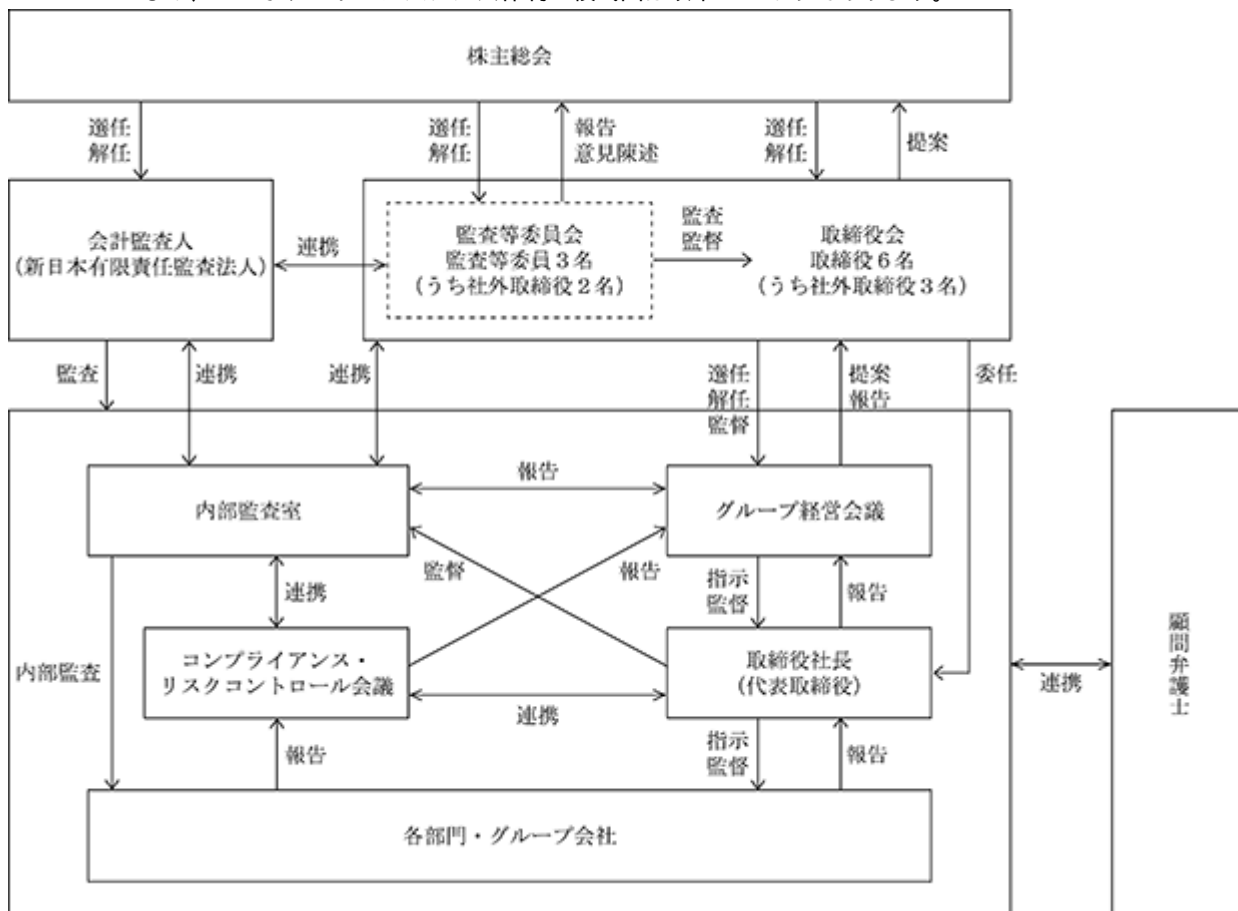 株主総会
選任
解任
選任
解任
報告
意見陳述
選任
解任
提案
会計監査人
(新日本有限責任監査法人)
連携
監査等委員会
監査等委員3名
(うち社外取締役2名)
監査
監督
取締役会
取締役6名
(うち社外取締役3名)
監査
連携
連携
選任
解任
監督
提案
報告
委任
内部監査室
報告
グループ経営会議
監督
報告
連携
指示
監督
報告
内部監査
コンプライアンス・
リスクコントロール会議
連携
取締役社長
(代表取締役)
連携
顧問弁護士
報告
指示
監督
報告
各部門・グループ会社